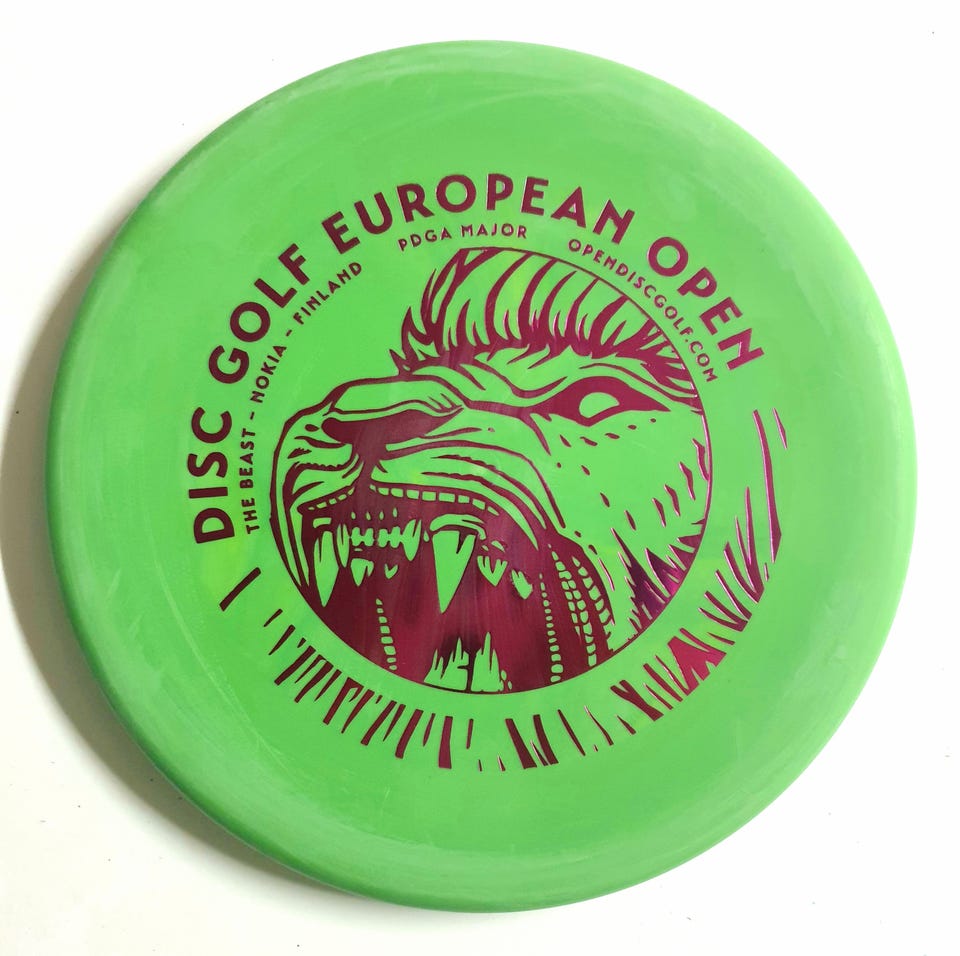 DISC GOLF EUROPEAN OPEN
THE BEAST - NOKIA - FINLAND PDGA MAJOR OPENDISCGOLF.COM